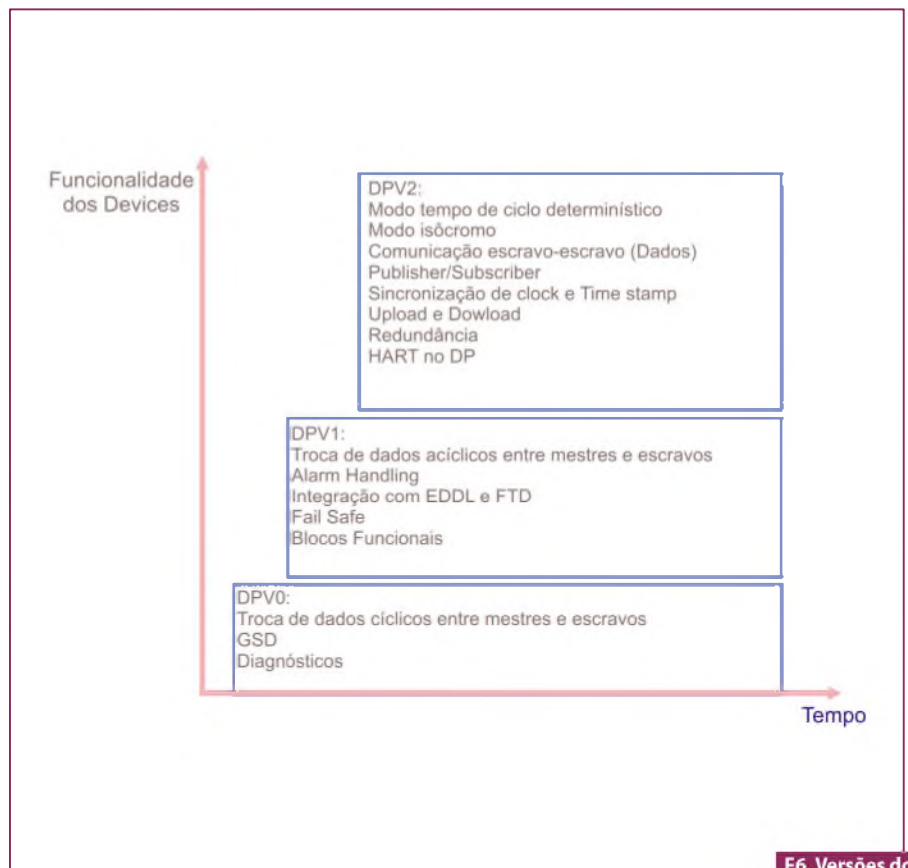 Funcionalidade
dos Devices
DPV2:
Modo tempo de ciclo determinístico
Modo isôcromo
Comunicação escravo-escravo (Dados)
Publisher/Subscriber
Sincronização de clock e Time stamp
Upload e Dowload
Redundância
HART no DP
DPV1:
Troca de dados acíclicos entre mestres e escravos
Alarm Handling
Integração com EDDL e FTD
Fail Safe
Blocos Funcionais
DPV0:
Troca de dados cíclicos entre mestres e escravos
GSD
Diagnósticos
Tempo
F6. Versões do